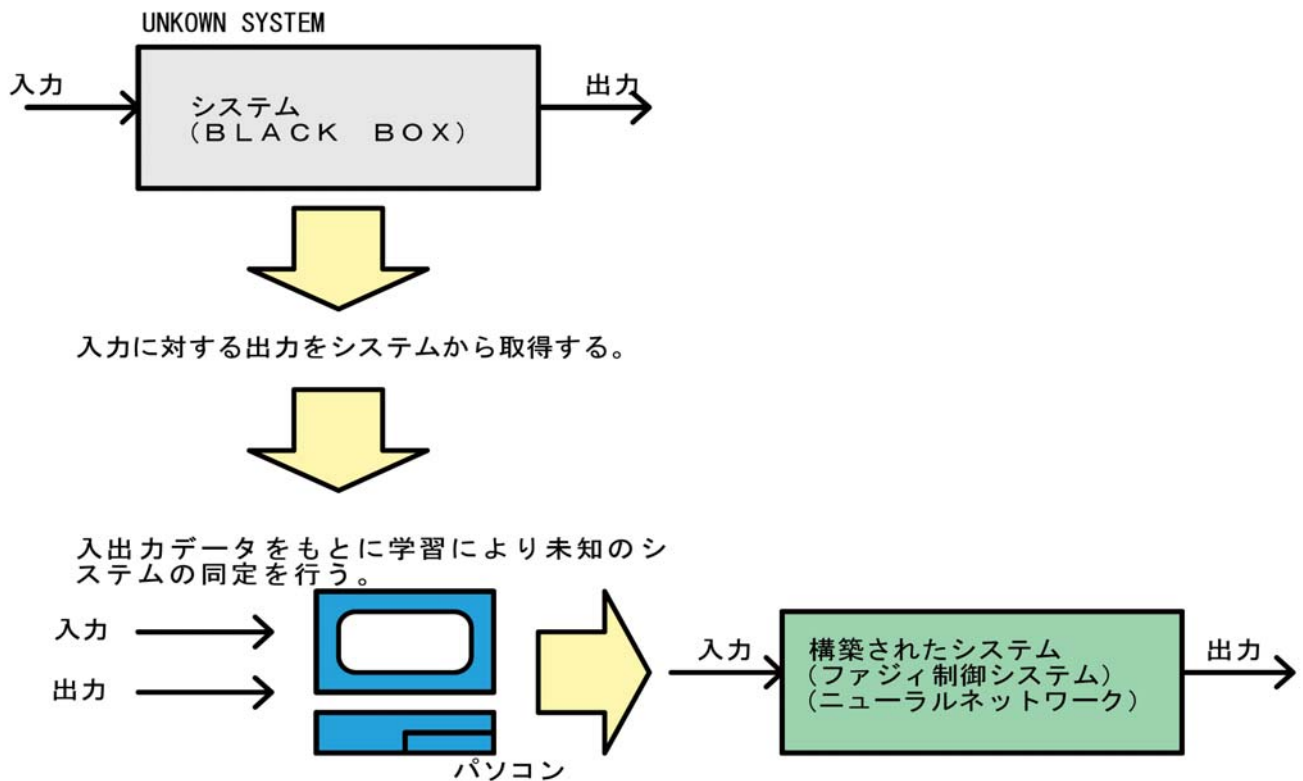 UNKOWN SYSTEM
入力
出力
システム
(ＢＬＡＣＫ　ＢＯＸ)
入力に対する出力をシステムから取得する。
入出力データをもとに学習により未知のシ
ステムの同定を行う。
入力
出力
パソコン
入力
構築されたシステム
(ファジィ制御システム)
(ニューラルネットワーク)
出力